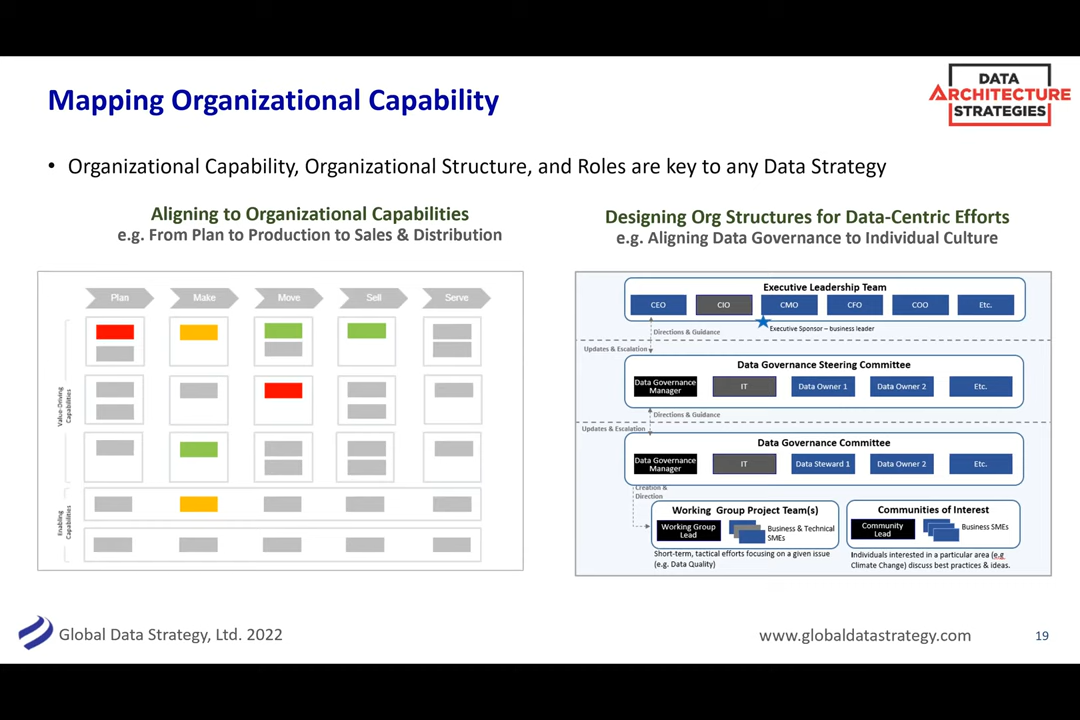 Mapping Organizational Capability
DATA
ARCHITECTURE
STRATEGIES
• Organizational Capability, Organizational Structure, and Roles are key to any Data Strategy
Aligning to Organizational Capabilities
e.g. From Plan to Production to Sales & Distribution
Plan
Make
Move
Sell
Serve
Value-Driving
Capabilities
Enabling
Capabilities
Designing Org Structures for Data-Centric Efforts
e.g. Aligning Data Governance to Individual Culture
Executive Leadership Team
CEO
CIO
CMO
CFO
COO
Etc.
Executive Sponsor – business leader
Directions & Guidance
Updates & Escalation
Data Governance Steering Committee
Data Governance
Manager
IT
Data Owner 1
Data Owner 2
Etc.
Directions & Guidance
Updates & Escalation
Data Governance Committee
Data Governance
Manager
IT
Data Steward 1
Data Owner 2
Etc.
Creation &
Direction
Working Group Project Team(s)
Working Group
Lead
Business & Technical
SMEs
Short-term, tactical efforts focusing on a given issue
(e.g. Data Quality)
Communities of Interest
Community
Lead
Business SMEs
Individuals interested in a particular area (e.g
Climate Change) discuss best practices & ideas.
Global Data Strategy, Ltd. 2022
www.globaldatastrategy.com
19